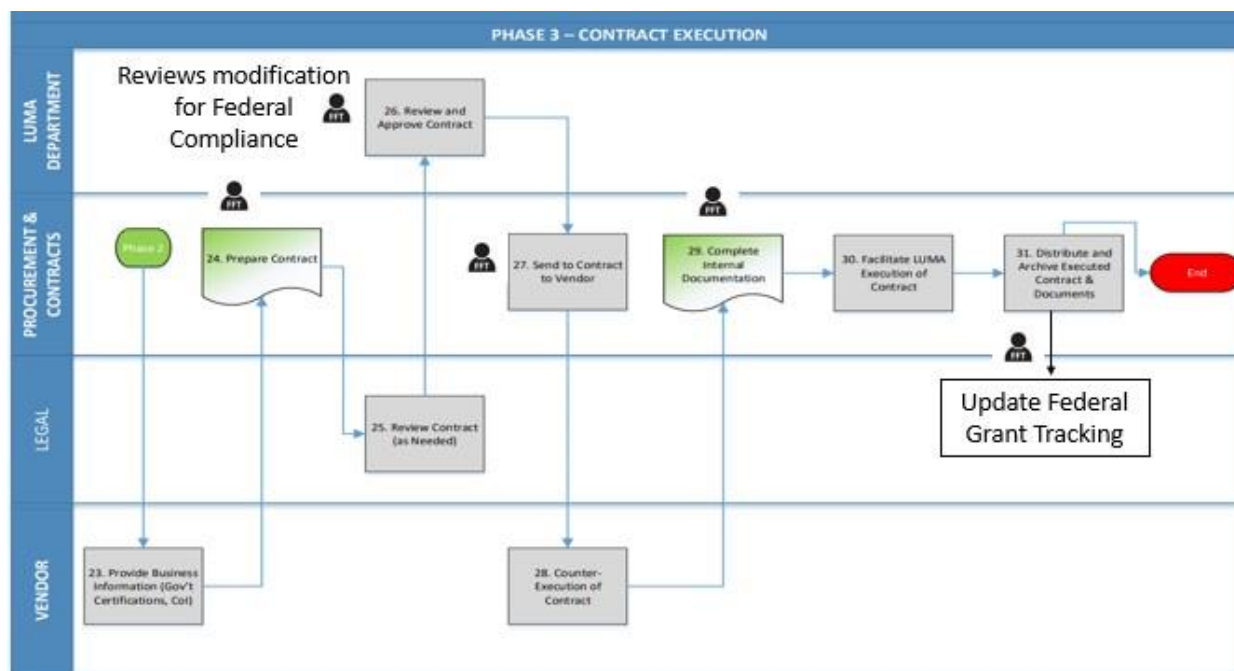 PHASE 3 – CONTRACT EXECUTION
LUMA
DEPARTMENT
Reviews modification
for Federal
Compliance
FFT
26. Review and
Approve Contract
PROCUREMENT &
CONTRACTS
Phase 2
FFT
24. Prepare Contract
FFT
27. Send to Contract
to Vendor
FFT
29. Complete
Internal
Documentation
30. Facilitate LUMA
Execution of
Contract
31. Distribute and
Archive Executed
Contract &
Documents
End
FFT
LEGAL
25. Review Contract
(as Needed)
Update Federal
Grant Tracking
VENDOR
23. Provide Business
Information (Gov't
Certifications, CoI)
28. Counter-
Execution of
Contract